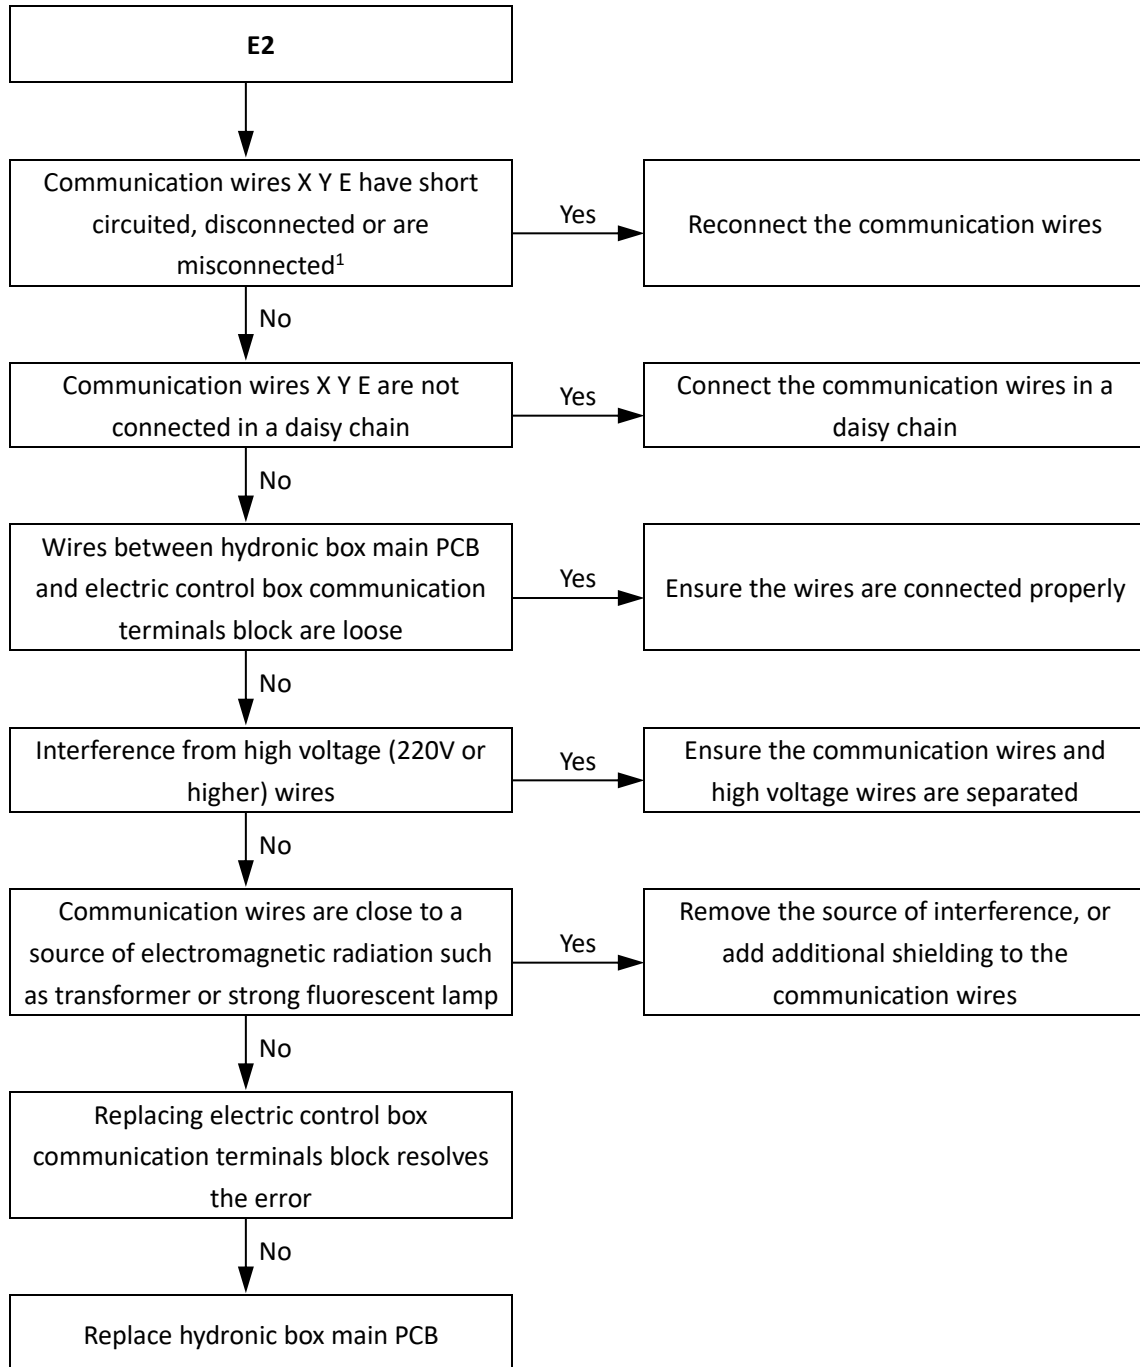 E2
Communication wires X Y E have short
circuited, disconnected or are
misconnected¹
Yes
Reconnect the communication wires
No
Communication wires X Y E are not
connected in a daisy chain
Yes
Connect the communication wires in a
daisy chain
No
Wires between hydronic box main PCB
and electric control box communication
terminals block are loose
Yes
Ensure the wires are connected properly
No
Interference from high voltage (220V or
higher) wires
Yes
Ensure the communication wires and
high voltage wires are separated
No
Communication wires are close to a
source of electromagnetic radiation such
as transformer or strong fluorescent lamp
Yes
Remove the source of interference, or
add additional shielding to the
communication wires
No
Replacing electric control box
communication terminals block resolves
the error
No
Replace hydronic box main PCB